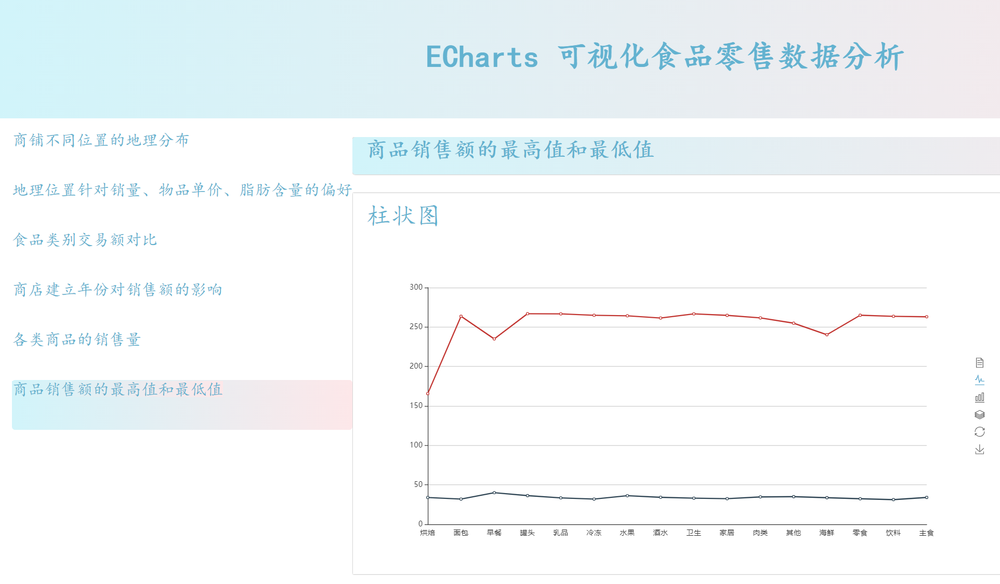 ECharts 可视化食品零售数据分析
商铺不同位置的地理分布
地理位置针对销量、物品单价、脂肪含量的偏好
食品类别交易额对比
商店建立年份对销售额的影响
各类商品的销售量
商品销售额的最高值和最低值
商品销售额的最高值和最低值
柱状图
300
250
200
150
100
50
0
烘焙 面包 早餐 罐头 乳品 冷冻 水果 酒水 卫生 家居 肉类 其他 海鲜 零食 饮料 主食